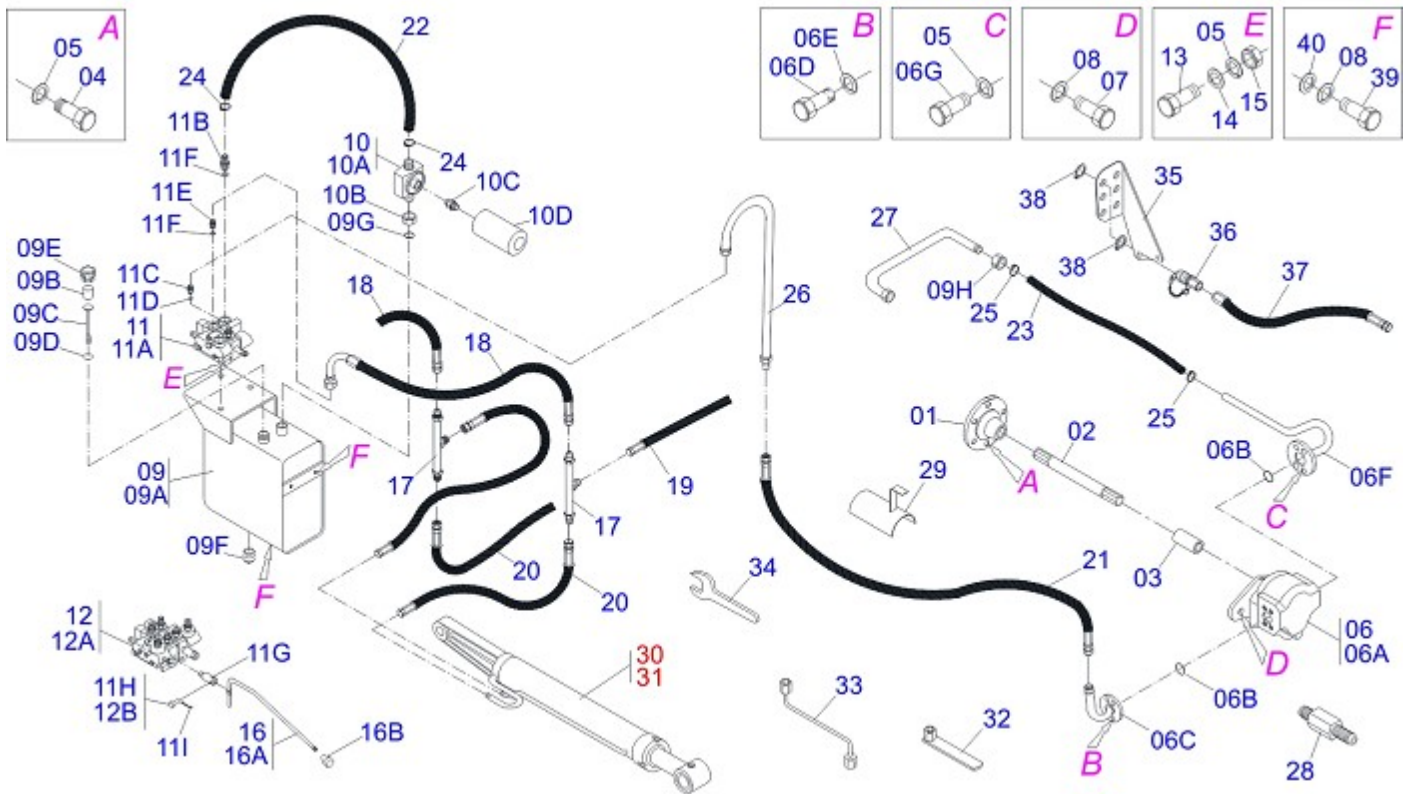 A
05
04
22
24
11B
11F
11E
11F
10
10A
24
10C
10B
09G
10D
09E
09B
09C
09D
11C
11D
11
11A
18
18
E
F
09
09A
17
19
17
09F
F
20
20
12
12A
11G
11H
12B
11I
16
16A
16B
30
31
B
06E
06D
C
05
06G
D
08
07
E
05
13
14
15
F
40
08
39
38
35
36
27
38
37
09H
25
23
26
25
01
02
06B
A
06F
29
C
03
34
21
06
06A
D
33
06B
32
06C
B
28